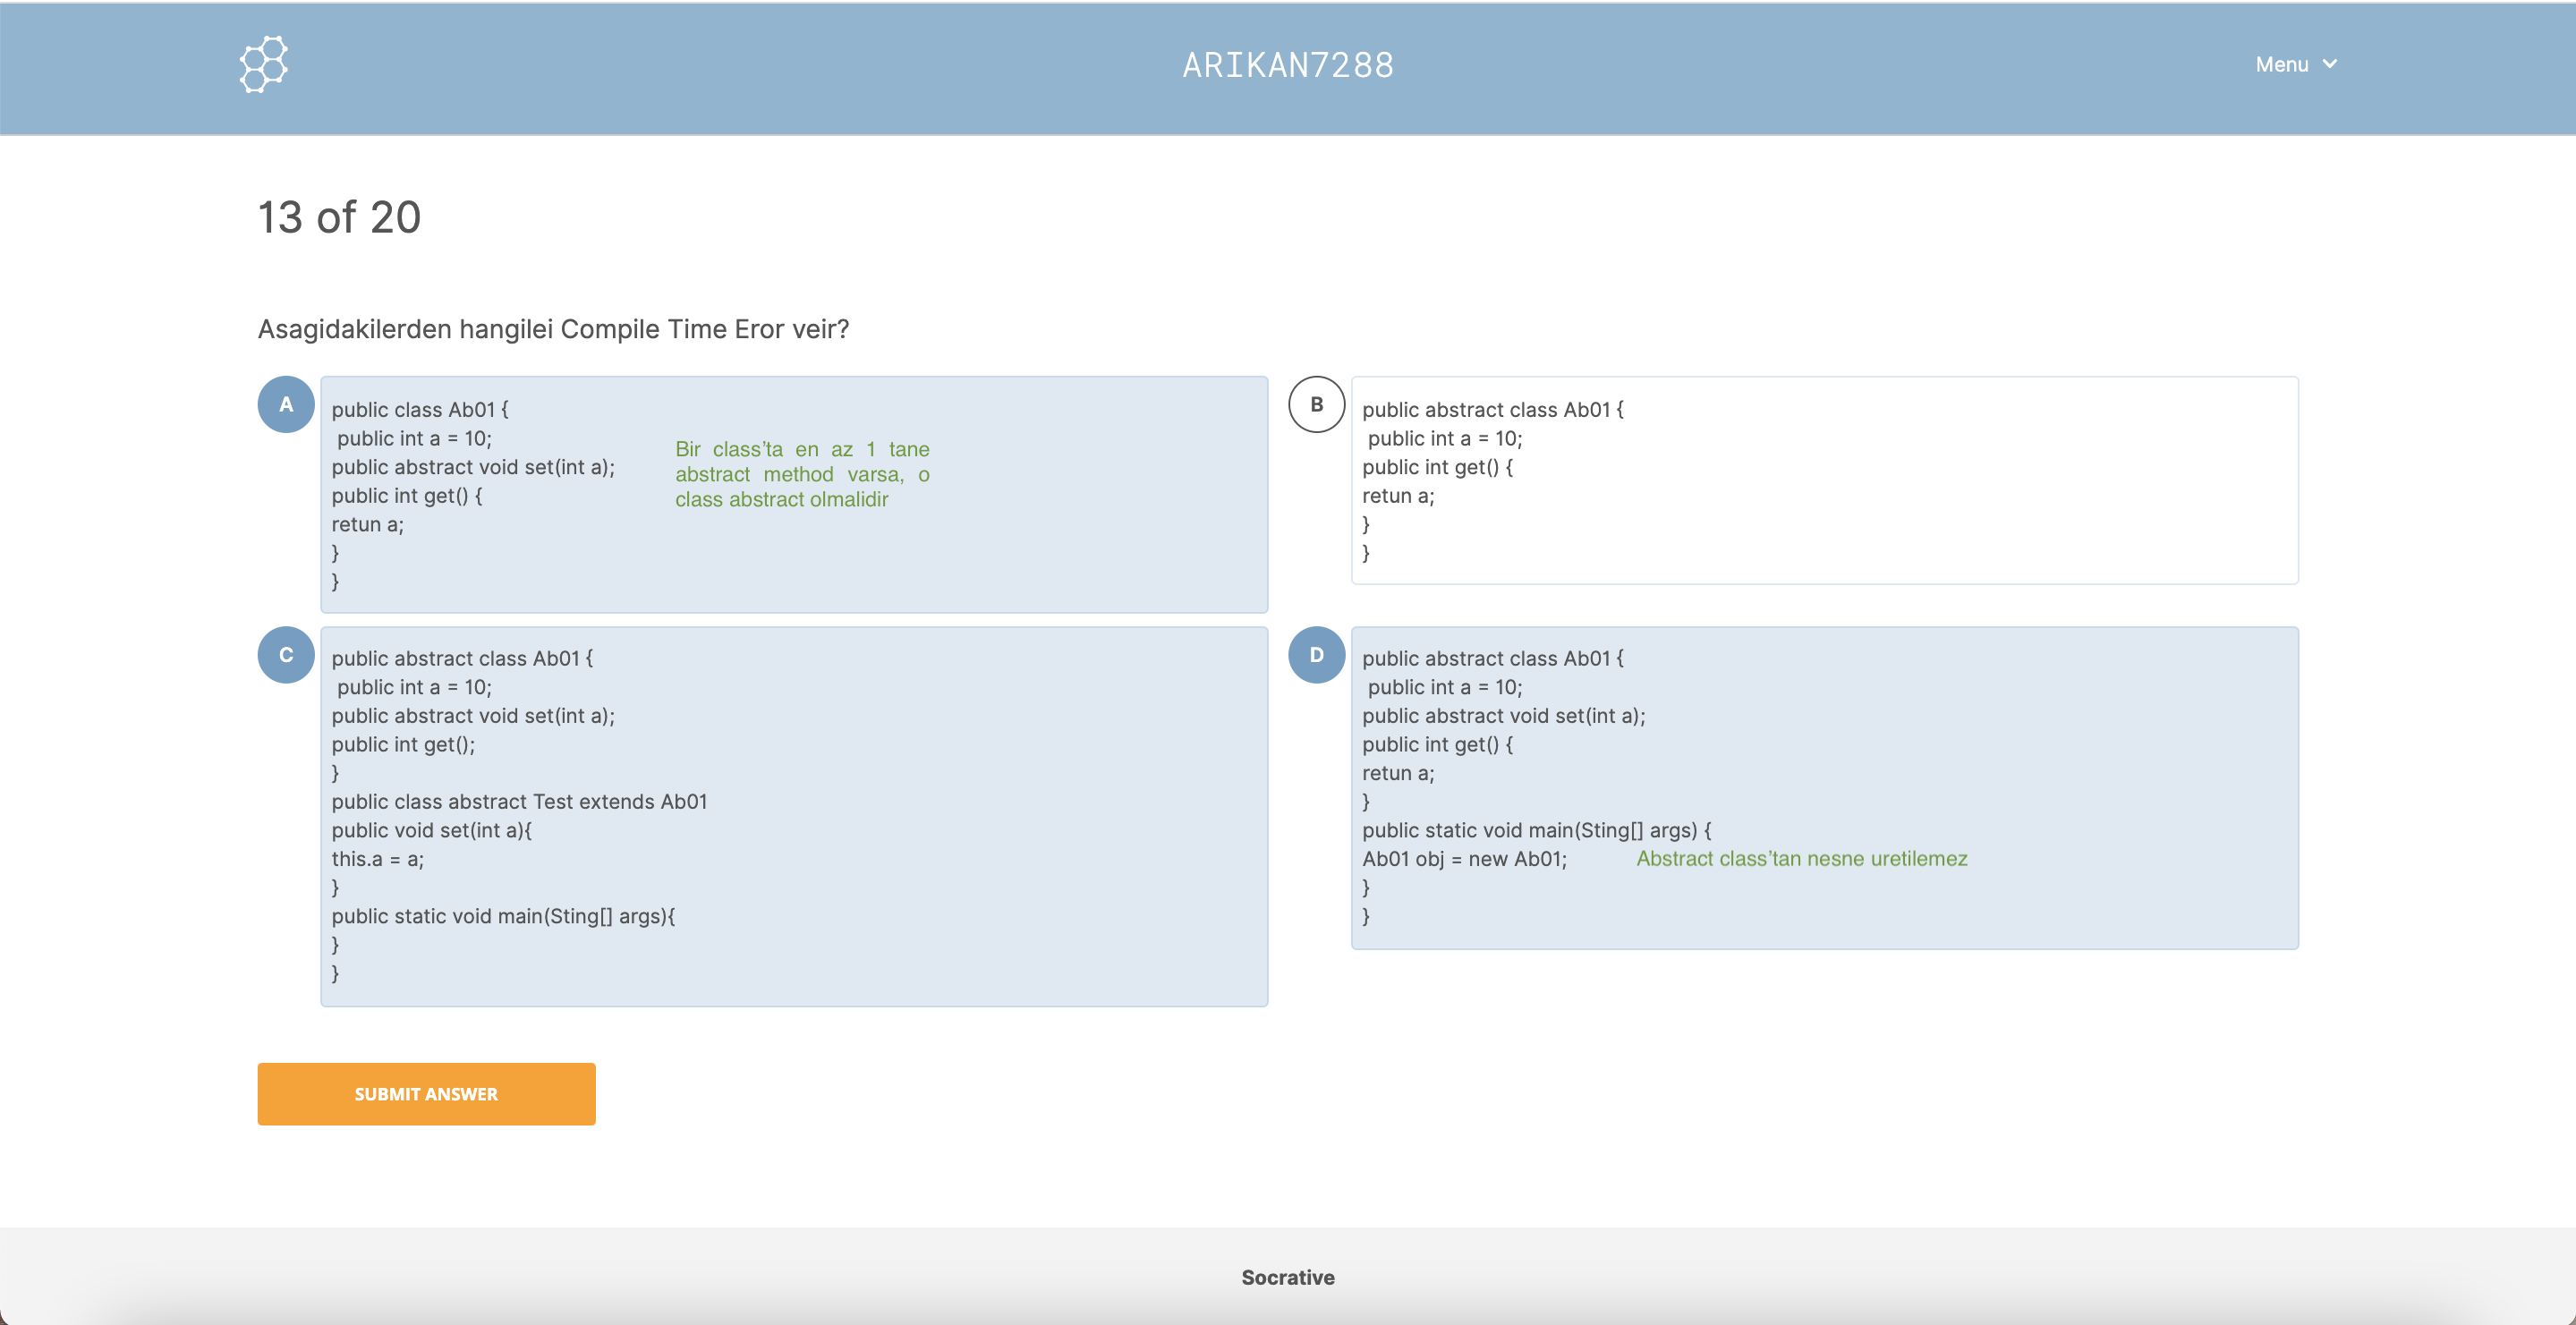 ARIKAN7288
Menu
13 of 20
Asagidakilerden hangilei Compile Time Eror veir?
A
public class Ab01 {
public int a = 10;
public abstract void set(int a);
public int get() {
retun a;
}
}
Bir class'ta en az 1 tane
abstract method varsa, o
class abstract olmalidir
B
public abstract class Ab01 {
public int a = 10;
public int get() {
retun a;
}
}
C
public abstract class Ab01 {
public int a = 10;
public abstract void set(int a);
public int get();
}
public class abstract Test extends Ab01
public void set(int a){
this.a = a;
}
public static void main(Sting[] args){
}
}
D
public abstract class Ab01 {
public int a = 10;
public abstract void set(int a);
public int get() {
retun a;
}
public static void main(Sting[] args) {
Ab01 obj = new Ab01; Abstract class'tan nesne uretilemez
}
}
SUBMIT ANSWER
Socrative